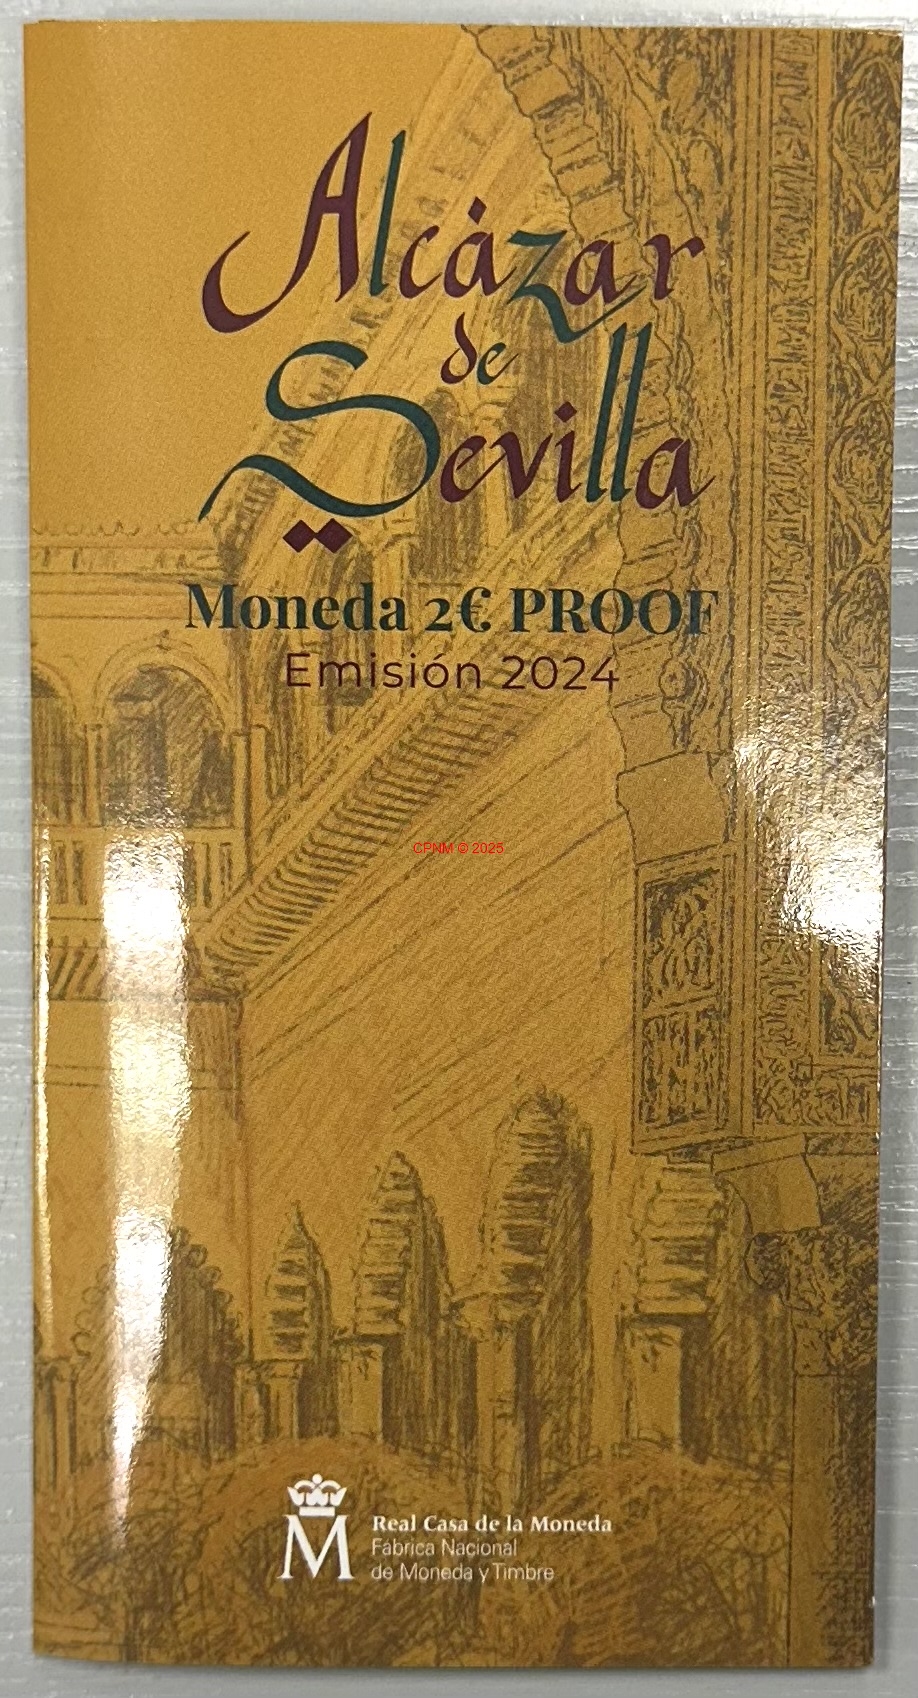 Alcázar
de
Sevilla
Moneda 2€ PROOF
Emisión 2024
CPNM © 2025
M
Real Casa de la Moneda
Fábrica Nacional
de Moneda y Timbre